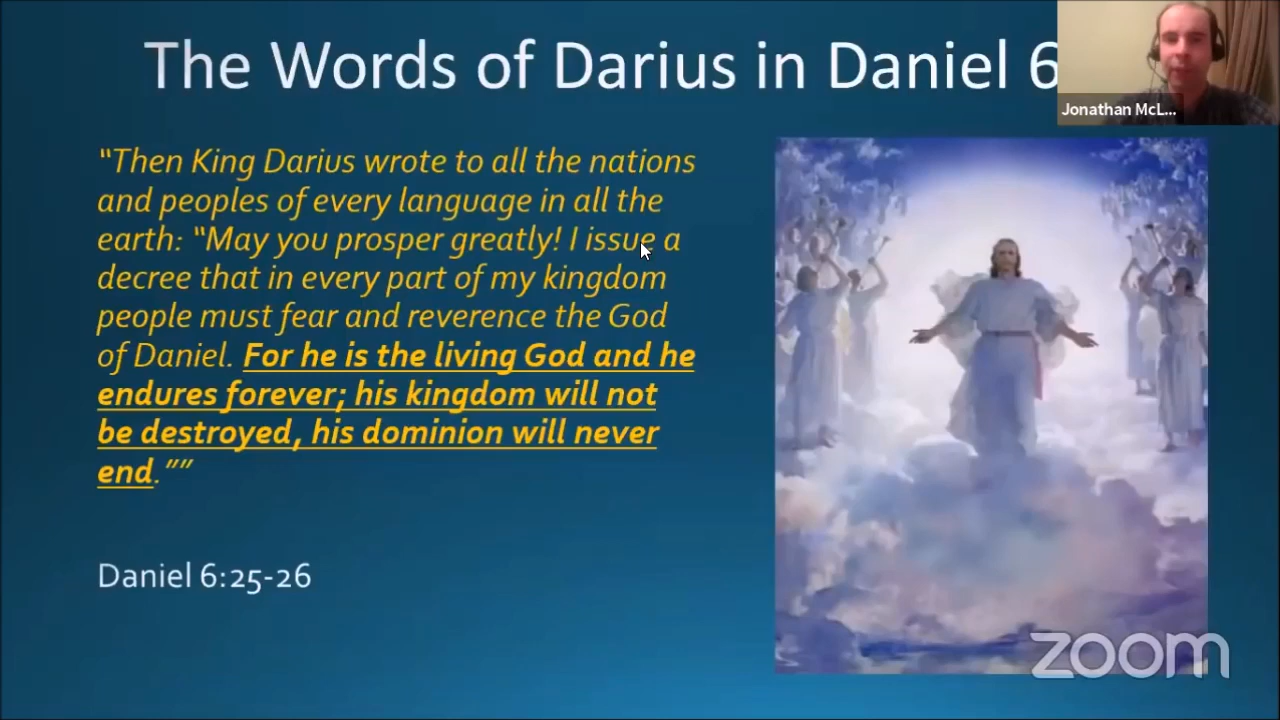 The Words of Darius in Daniel 6
Jonathan McL...
“Then King Darius wrote to all the nations
and peoples of every language in all the
earth: “May you prosper greatly! I issue a
decree that in every part of my kingdom
people must fear and reverence the God
of Daniel. For he is the living God and he
endures forever; his kingdom will not
be destroyed, his dominion will never
end.””
Daniel 6:25-26
zoom